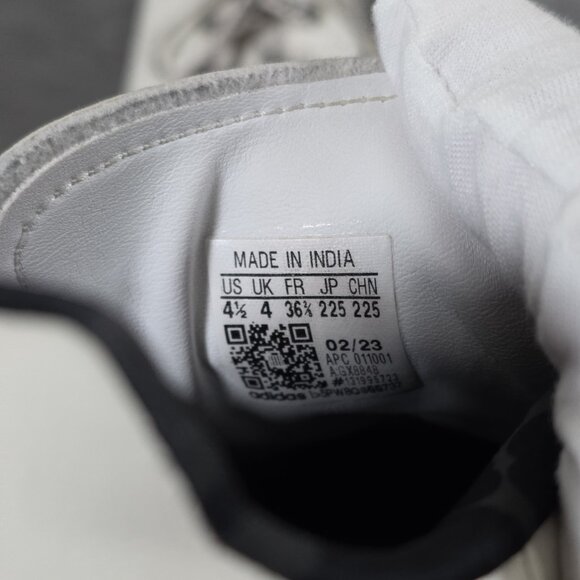 MADE IN INDIA
US UK FR JP CHN
4½ 4 36⅔ 225 225
02/23
APC 011001
#131995733
adidas